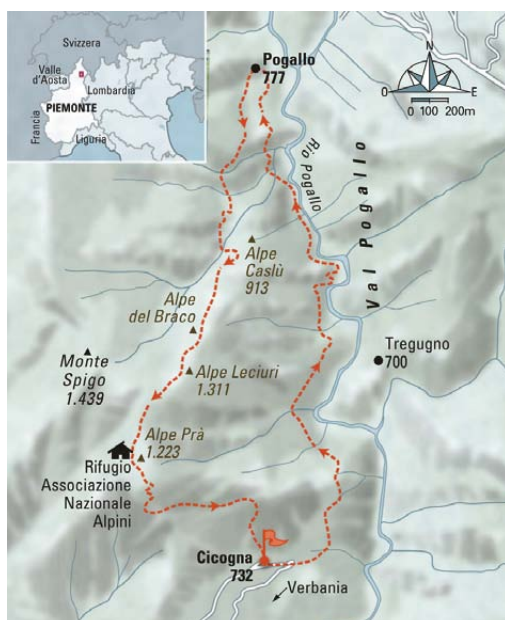 Svizzera
Valle
d'Aosta
Lombardia
PIEMONTE
Francia
Liguria
Pogallo
777
N
O
E
0 100 200m
Rio Pogallo
Val Pogallo
Alpe
Caslù
913
Alpe
del Braco
Tregugno
700
Monte
Spigo
1.439
Alpe Leciuri
1.311
Alpe Prà
1.223
Rifugio
Associazione
Nazionale
Alpini
Cicogna
732
Verbania